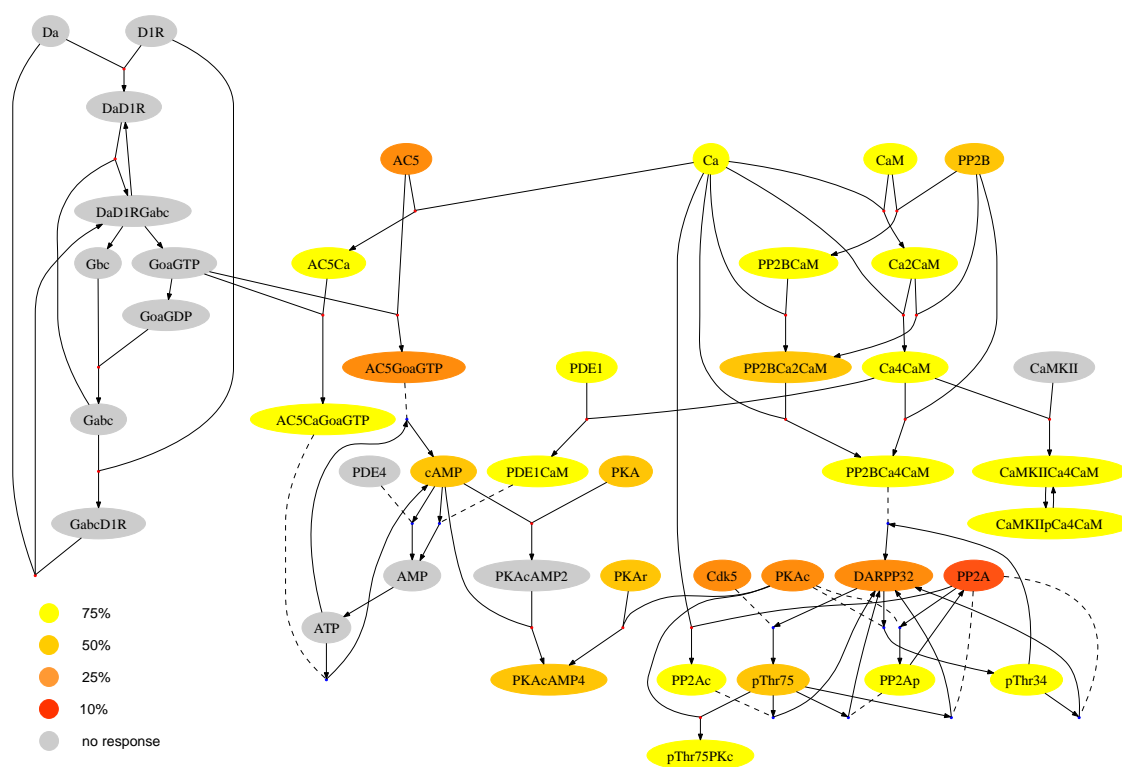 Da
D1R
DaD1R
AC5
Ca
CaM
PP2B
DaD1RGabc
Gbc
GoaGTP
AC5Ca
PP2BCaM
Ca2CaM
GoaGDP
AC5GoaGTP
PDE1
PP2BCa2CaM
Ca4CaM
CaMKII
Gabc
AC5CaGoaGTP
PDE4
cAMP
PDE1CaM
PKA
PP2BCa4CaM
CaMKIICa4CaM
GabcD1R
CaMKIIpCa4CaM
AMP
PKAcAMP2
PKAr
Cdk5
PKAc
DARPP32
PP2A
75%
ATP
50%
25%
PKAcAMP4
PP2Ac
pThr75
PP2Ap
pThr34
10%
no response
pThr75PKc